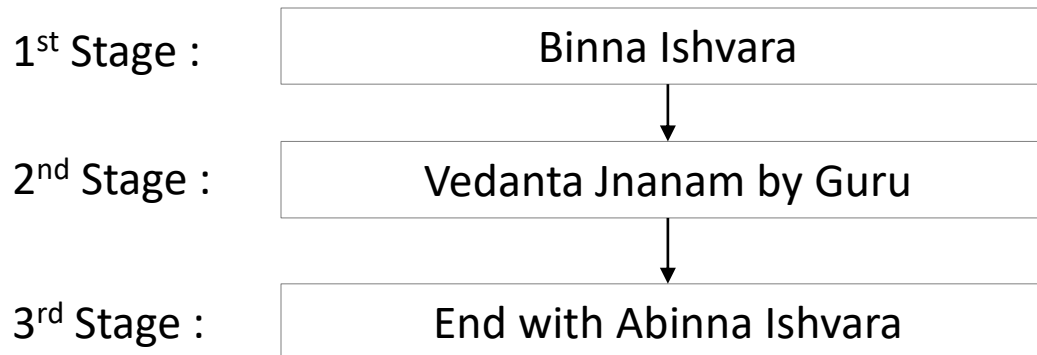 1st Stage : Binna Ishvara
2nd Stage : Vedanta Jnanam by Guru
3rd Stage : End with Abinna Ishvara